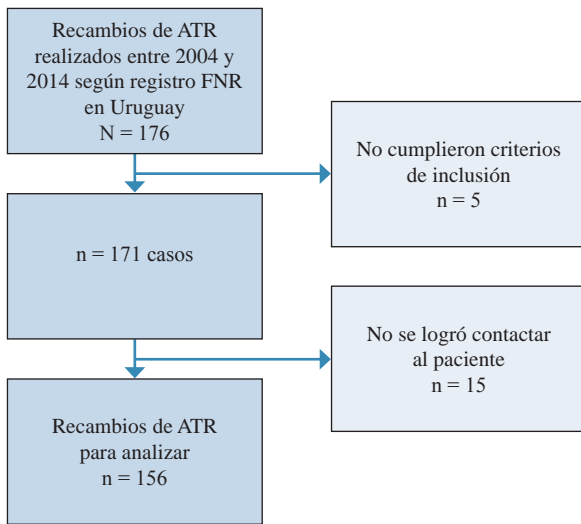 Recambios de ATR
realizados entre 2004 y
2014 según registro FNR
en Uruguay
N = 176
No cumplieron criterios
de inclusión
n = 5
n = 171 casos
No se logró contactar
al paciente
n = 15
Recambios de ATR
para analizar
n = 156